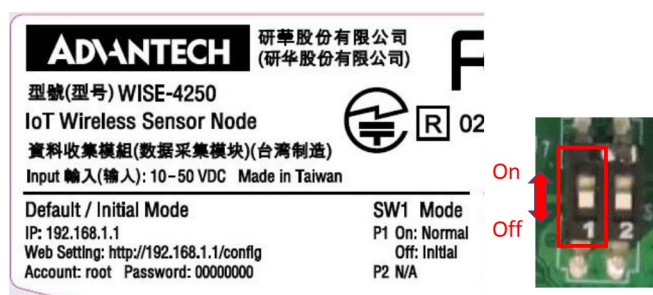 ADVANTECH
研華股份有限公司
(研华股份有限公司)
型號(型号) WISE-4250
IoT Wireless Sensor Node
R 02
資料收集模組(数据采集模块)(台湾制造)
Input 輸入(输入): 10-50 VDC Made in Taiwan
Default / Initial Mode
IP: 192.168.1.1
Web Setting: http://192.168.1.1/config
Account: root Password: 00000000
SW1 Mode
P1 On: Normal
Off: Initial
P2 N/A
On
Off
1 2